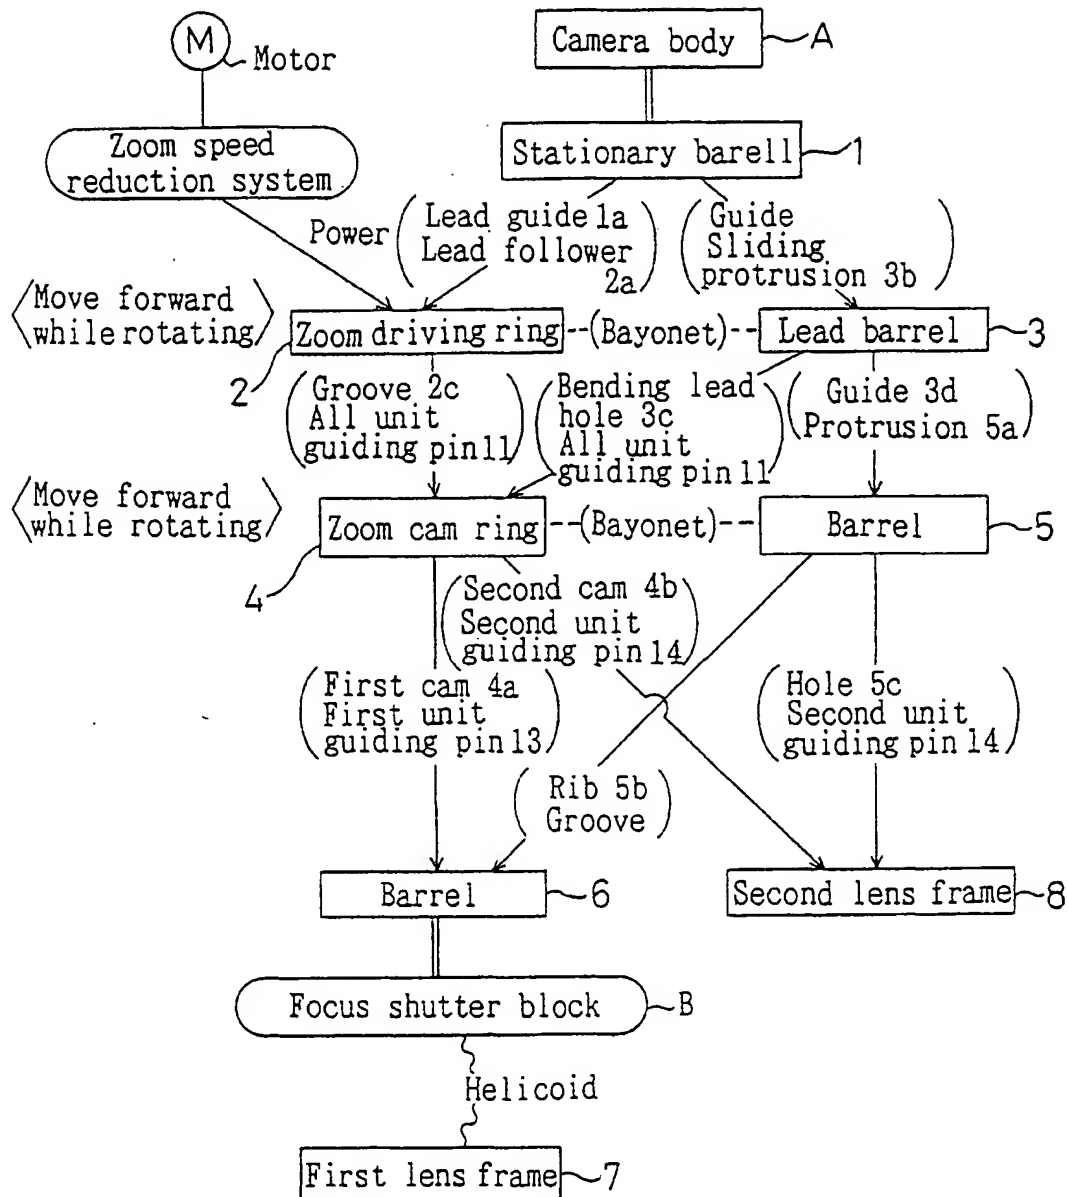 M
Motor
Camera body
A
Zoom speed
reduction system
Stationary barell
1
Power
Lead guide 1a
Lead follower
2a
Guide
Sliding
protrusion 3b
Move forward
while rotating
Zoom driving ring
(Bayonet)
Lead barrel
3
2
Groove 2c
All unit
guiding pin 11
Bending lead
hole 3c
All unit
guiding pin 11
Guide 3d
Protrusion 5a
Move forward
while rotating
Zoom cam ring
(Bayonet)
Barrel
5
4
Second cam 4b
Second unit
guiding pin 14
First cam 4a
First unit
guiding pin 13
Hole 5c
Second unit
guiding pin 14
Rib 5b
Groove
Barrel
6
Second lens frame
8
Focus shutter block
B
Helicoid
First lens frame
7